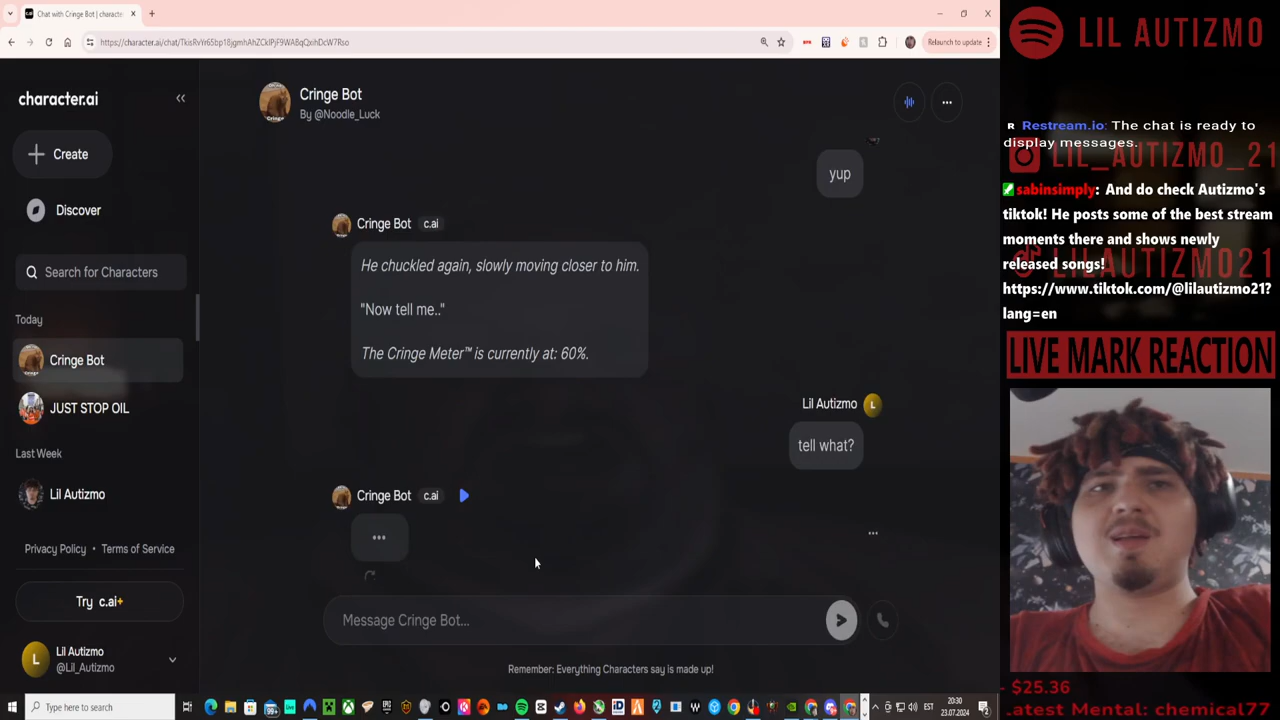 Chat with Cringe Bot | characte
https://character.ai/chat/TkisRvYr65bp18jgmhAhZCklPjF9WABqQxihDcW7Rso
Relaunch to update
character.ai
Create
Discover
Search for Characters
Today
Cringe Bot
JUST STOP OIL
Last Week
Lil Autizmo
Privacy Policy • Terms of Service
Try c.ai+
L
Lil Autizmo
@Lil_Autizmo
Cringe Bot
By @Noodle_Luck
yup
Cringe Bot c.ai
He chuckled again, slowly moving closer to him.
"Now tell me.."
The Cringe Meter™ is currently at: 60%.
Lil Autizmo L
tell what?
Cringe Bot c.ai
Message Cringe Bot...
Remember: Everything Characters say is made up!
LIL AUTIZMO
R Restream.io: The chat is ready to
display messages.
LIL_AUTIZMO_21
sabinsimply: And do check Autizmo's
tiktok! He posts some of the best stream
moments there and shows newly
released songs!
LILAUTIZMO21
https://www.tiktok.com/@lilautizmo21?
lang=en
LIVE MARK REACTION
- $25.36
Latest Mental: chemical77
Type here to search
99+
EST
20:30
23.07.2024
2